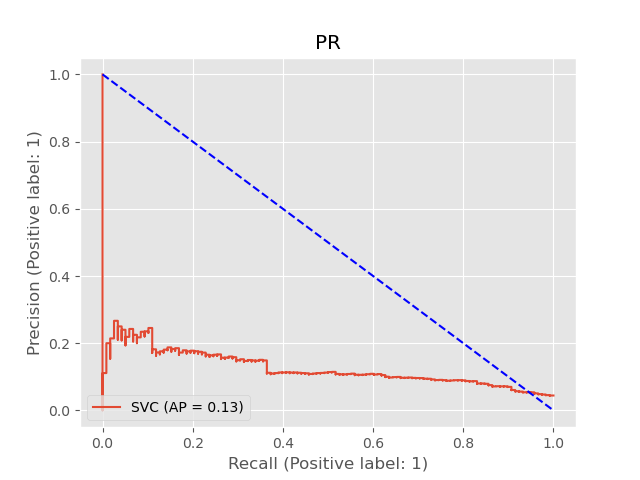 PR
Precision (Positive label: 1)
1.0
0.8
0.6
0.4
0.2
0.0
SVC (AP = 0.13)
0.0 0.2 0.4 0.6 0.8 1.0
Recall (Positive label: 1)